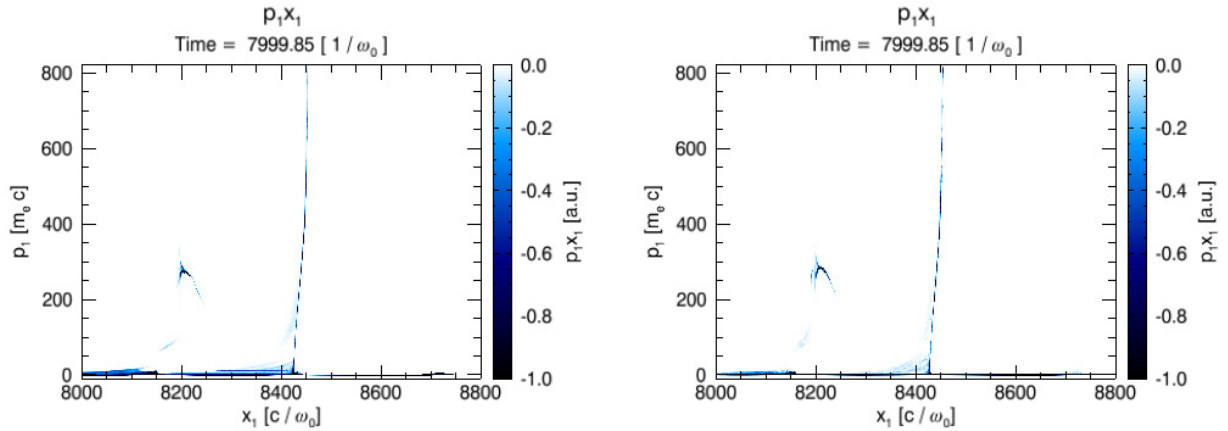 p₁x₁
Time = 7999.85 [ 1 / ω₀ ]
800
600
400
200
0
p₁ [mₑ c]
8000 8200 8400 8600 8800
x₁ [c / ω₀]
0.0
-0.2
-0.4
-0.6
-0.8
-1.0
p₁x₁ [a.u.]
p₁x₁
Time = 7999.85 [ 1 / ω₀ ]
800
600
400
200
0
p₁ [mₑ c]
8000 8200 8400 8600 8800
x₁ [c / ω₀]
0.0
-0.2
-0.4
-0.6
-0.8
-1.0
p₁x₁ [a.u.]